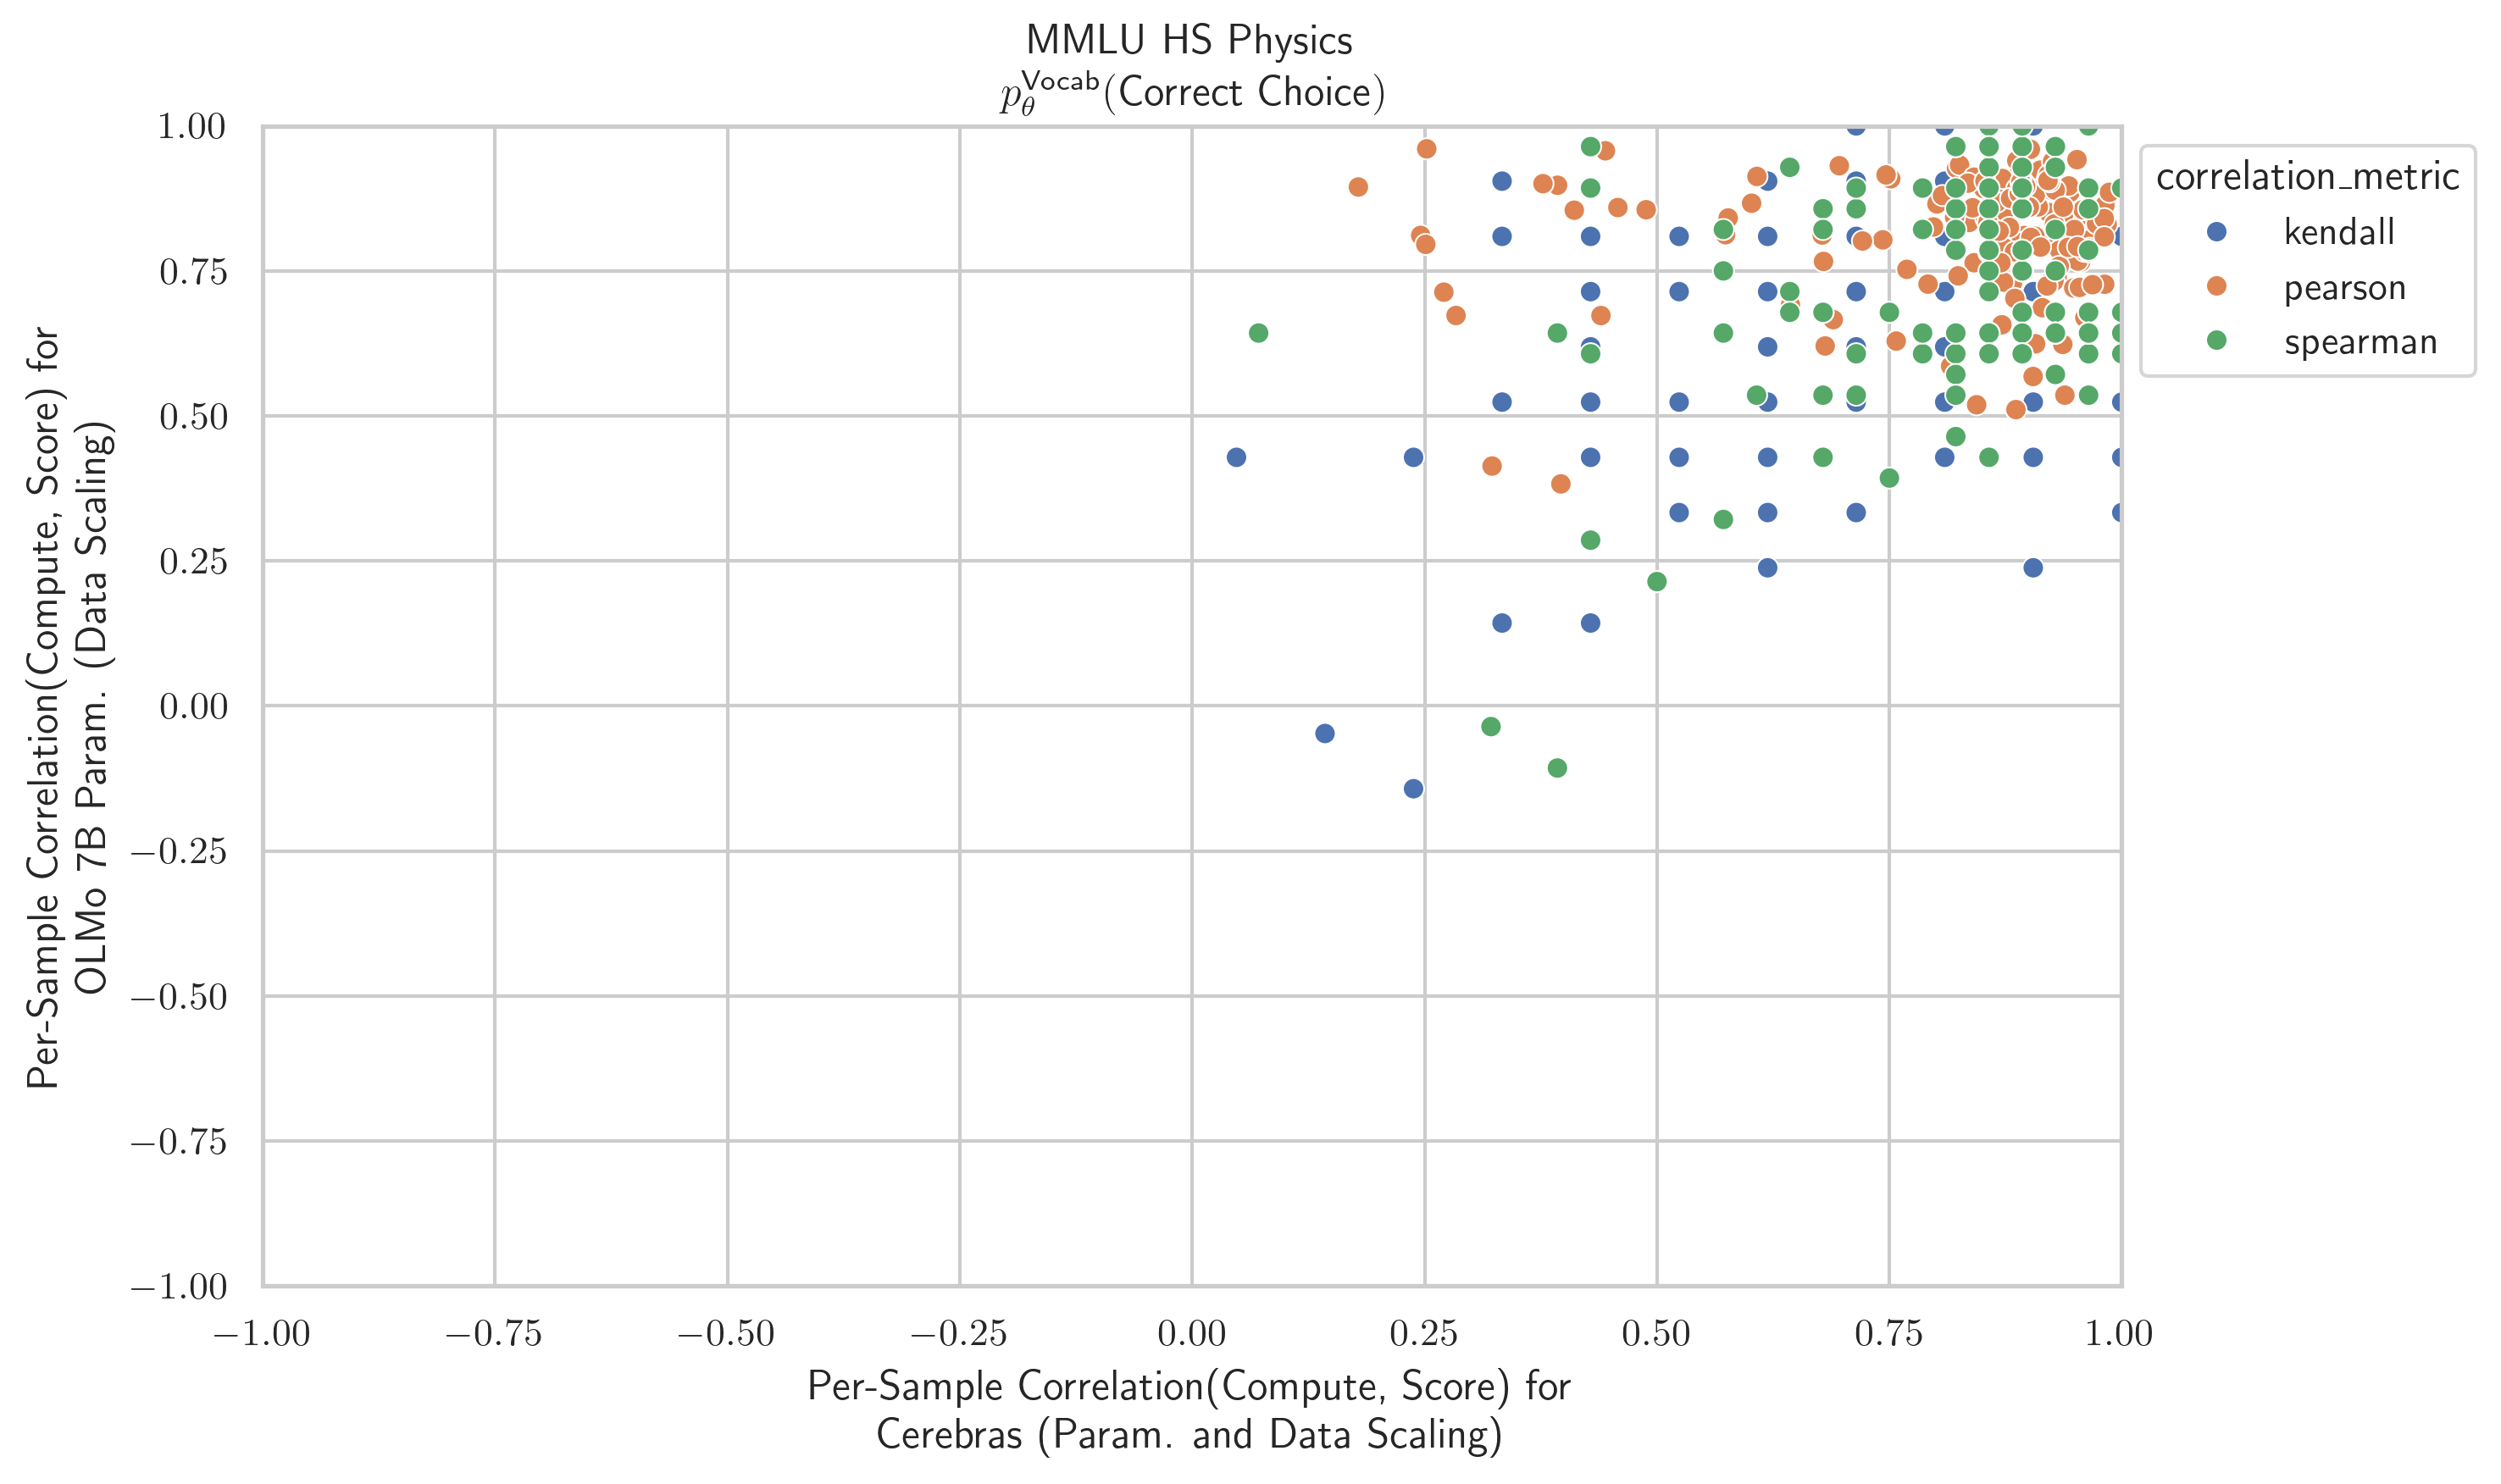 MMLU HS Physics
p_θ^Vocab(Correct Choice)
Per-Sample Correlation(Compute, Score) for
OLMo 7B Param. (Data Scaling)
1.00
0.75
0.50
0.25
0.00
−0.25
−0.50
−0.75
−1.00
correlation_metric
kendall
pearson
spearman
−1.00 −0.75 −0.50 −0.25 0.00 0.25 0.50 0.75 1.00
Per-Sample Correlation(Compute, Score) for
Cerebras (Param. and Data Scaling)